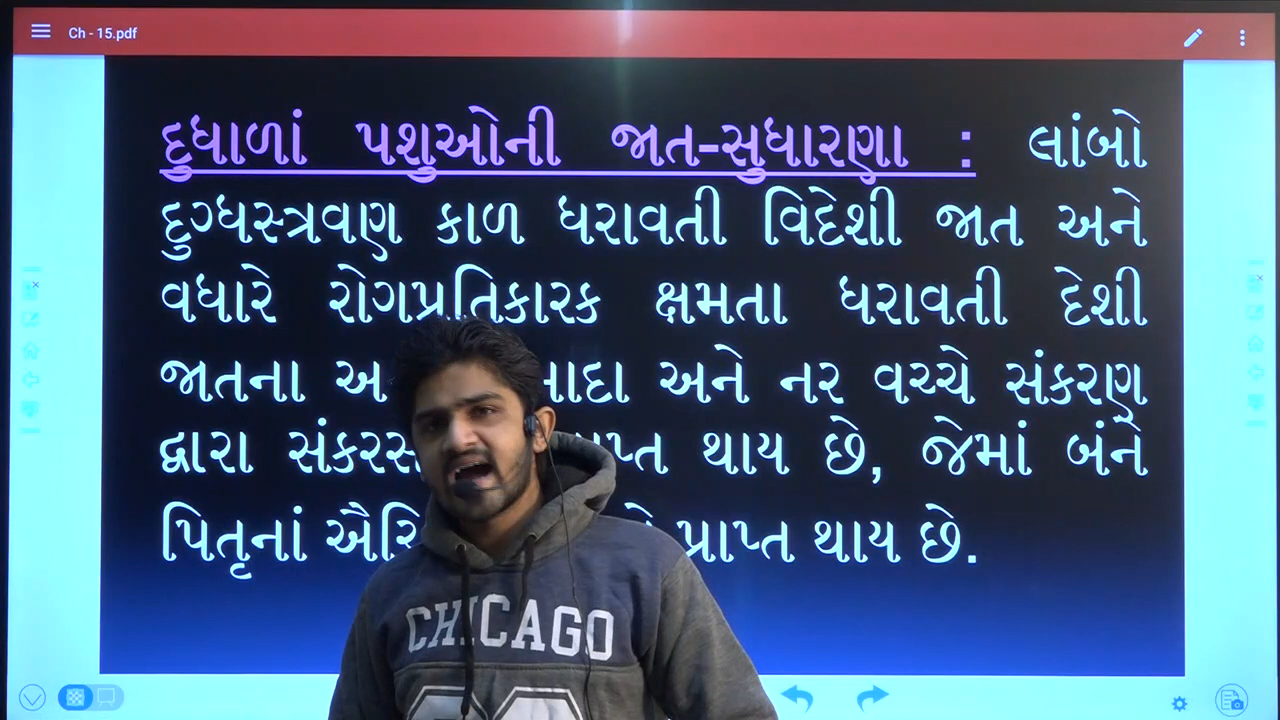 Ch - 15.pdf
દુધાળાં પશુઓની જાત-સુધારણા : લાંબો
દુગ્ધસ્ત્રવણ કાળ ધરાવતી વિદેશી જાત અને
વધારે રોગપ્રતિકારક ક્ષમતા ધરાવતી દેશી
જાતના અને વચ્ચે સંકરણ નર
દ્વારા થાય છે, જેમાં બંને
પિતૃનાં પ્રાપ્ત થાય છે.
CHICAGO